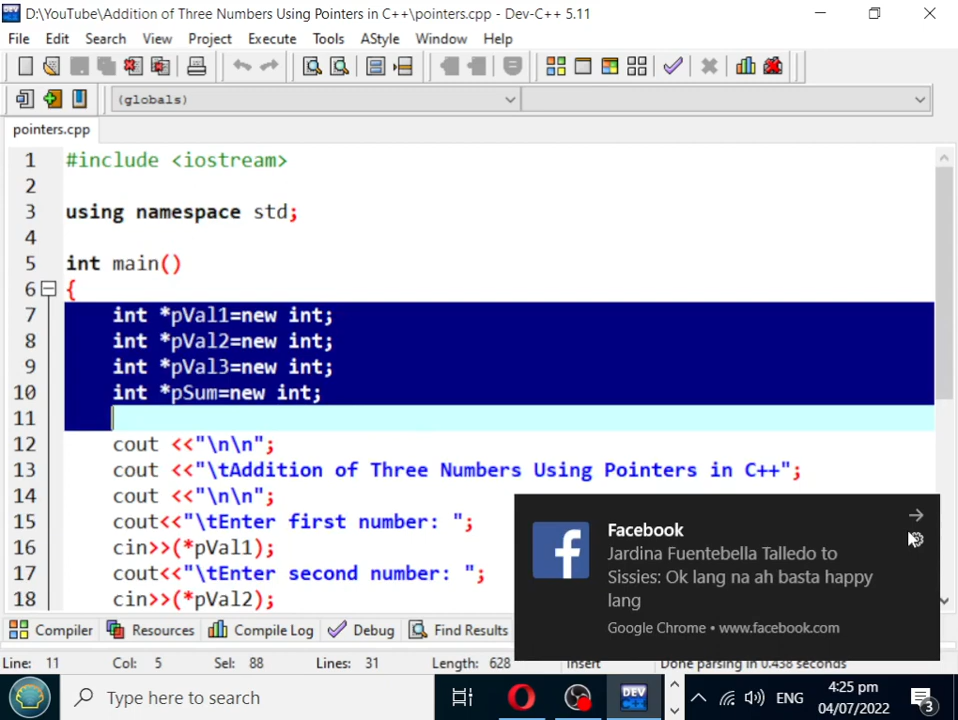 D:\YouTube\Addition of Three Numbers Using Pointers in C++\pointers.cpp - Dev-C++ 5.11
File Edit Search View Project Execute Tools AStyle Window Help
(globals)
pointers.cpp
1 #include <iostream>
2
3 using namespace std;
4
5 int main()
6 {
7 int *pVal1=new int;
8 int *pVal2=new int;
9 int *pVal3=new int;
10 int *pSum=new int;
11
12 cout <<"\n\n";
13 cout <<"\tAddition of Three Numbers Using Pointers in C++";
14 cout <<"\n\n";
15 cout<<"\tEnter first number: ";
16 cin>>(*pVal1);
17 cout<<"\tEnter second number: ";
18 cin>>(*pVal2);
Facebook
Jardina Fuentebella Talledo to
Sissies: Ok lang na ah basta happy
lang
Google Chrome • www.facebook.com
Compiler Resources Compile Log Debug Find Results
Line: 11 Col: 5 Sel: 88 Lines: 31 Length: 628 Insert Done parsing in 0.438 seconds
Type here to search
DEV
C++
ENG
4:25 pm
04/07/2022
3